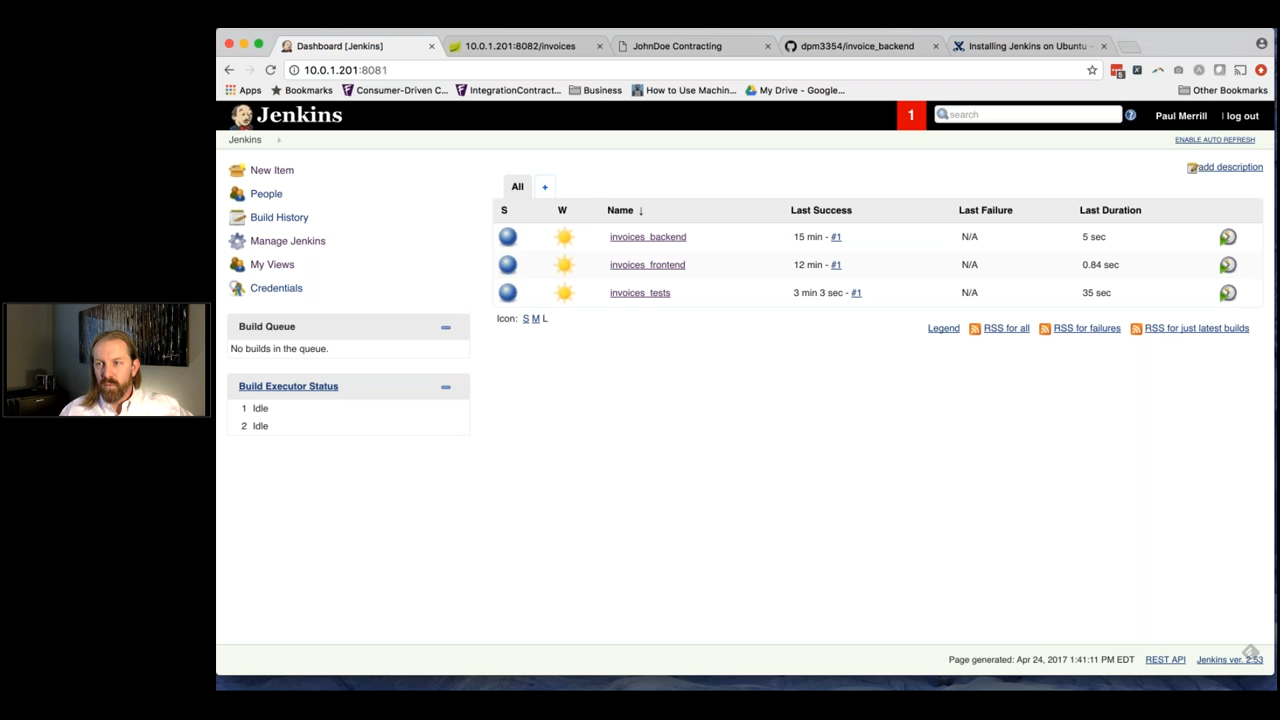 Dashboard [Jenkins]
10.0.1.201:8082/invoices
JohnDoe Contracting
dpm3354/invoice_backend
Installing Jenkins on Ubuntu -
10.0.1.201:8081
6
Apps
Bookmarks
Consumer-Driven C...
IntegrationContract...
Business
How to Use Machin...
My Drive - Google...
Other Bookmarks
Jenkins
1
search
Paul Merrill
| log out
Jenkins
ENABLE AUTO REFRESH
New Item
People
Build History
Manage Jenkins
My Views
Credentials
Build Queue
No builds in the queue.
Build Executor Status
1 Idle
2 Idle
add description
All +
S W Name ↓ Last Success Last Failure Last Duration
invoices_backend 15 min - #1 N/A 5 sec
invoices_frontend 12 min - #1 N/A 0.84 sec
invoices_tests 3 min 3 sec - #1 N/A 35 sec
Icon: S M L
Legend RSS for all RSS for failures RSS for just latest builds
Page generated: Apr 24, 2017 1:41:11 PM EDT REST API Jenkins ver. 2.53